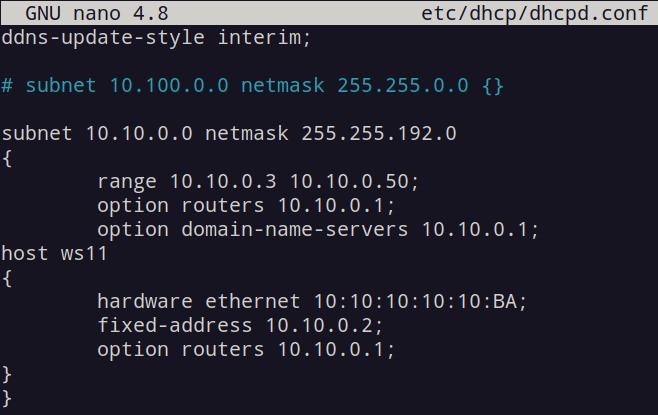 GNU nano 4.8 etc/dhcp/dhcpd.conf
ddns-update-style interim;
# subnet 10.100.0.0 netmask 255.255.0.0 {}
subnet 10.10.0.0 netmask 255.255.192.0
{
range 10.10.0.3 10.10.0.50;
option routers 10.10.0.1;
option domain-name-servers 10.10.0.1;
host ws11
{
hardware ethernet 10:10:10:10:10:BA;
fixed-address 10.10.0.2;
option routers 10.10.0.1;
}
}